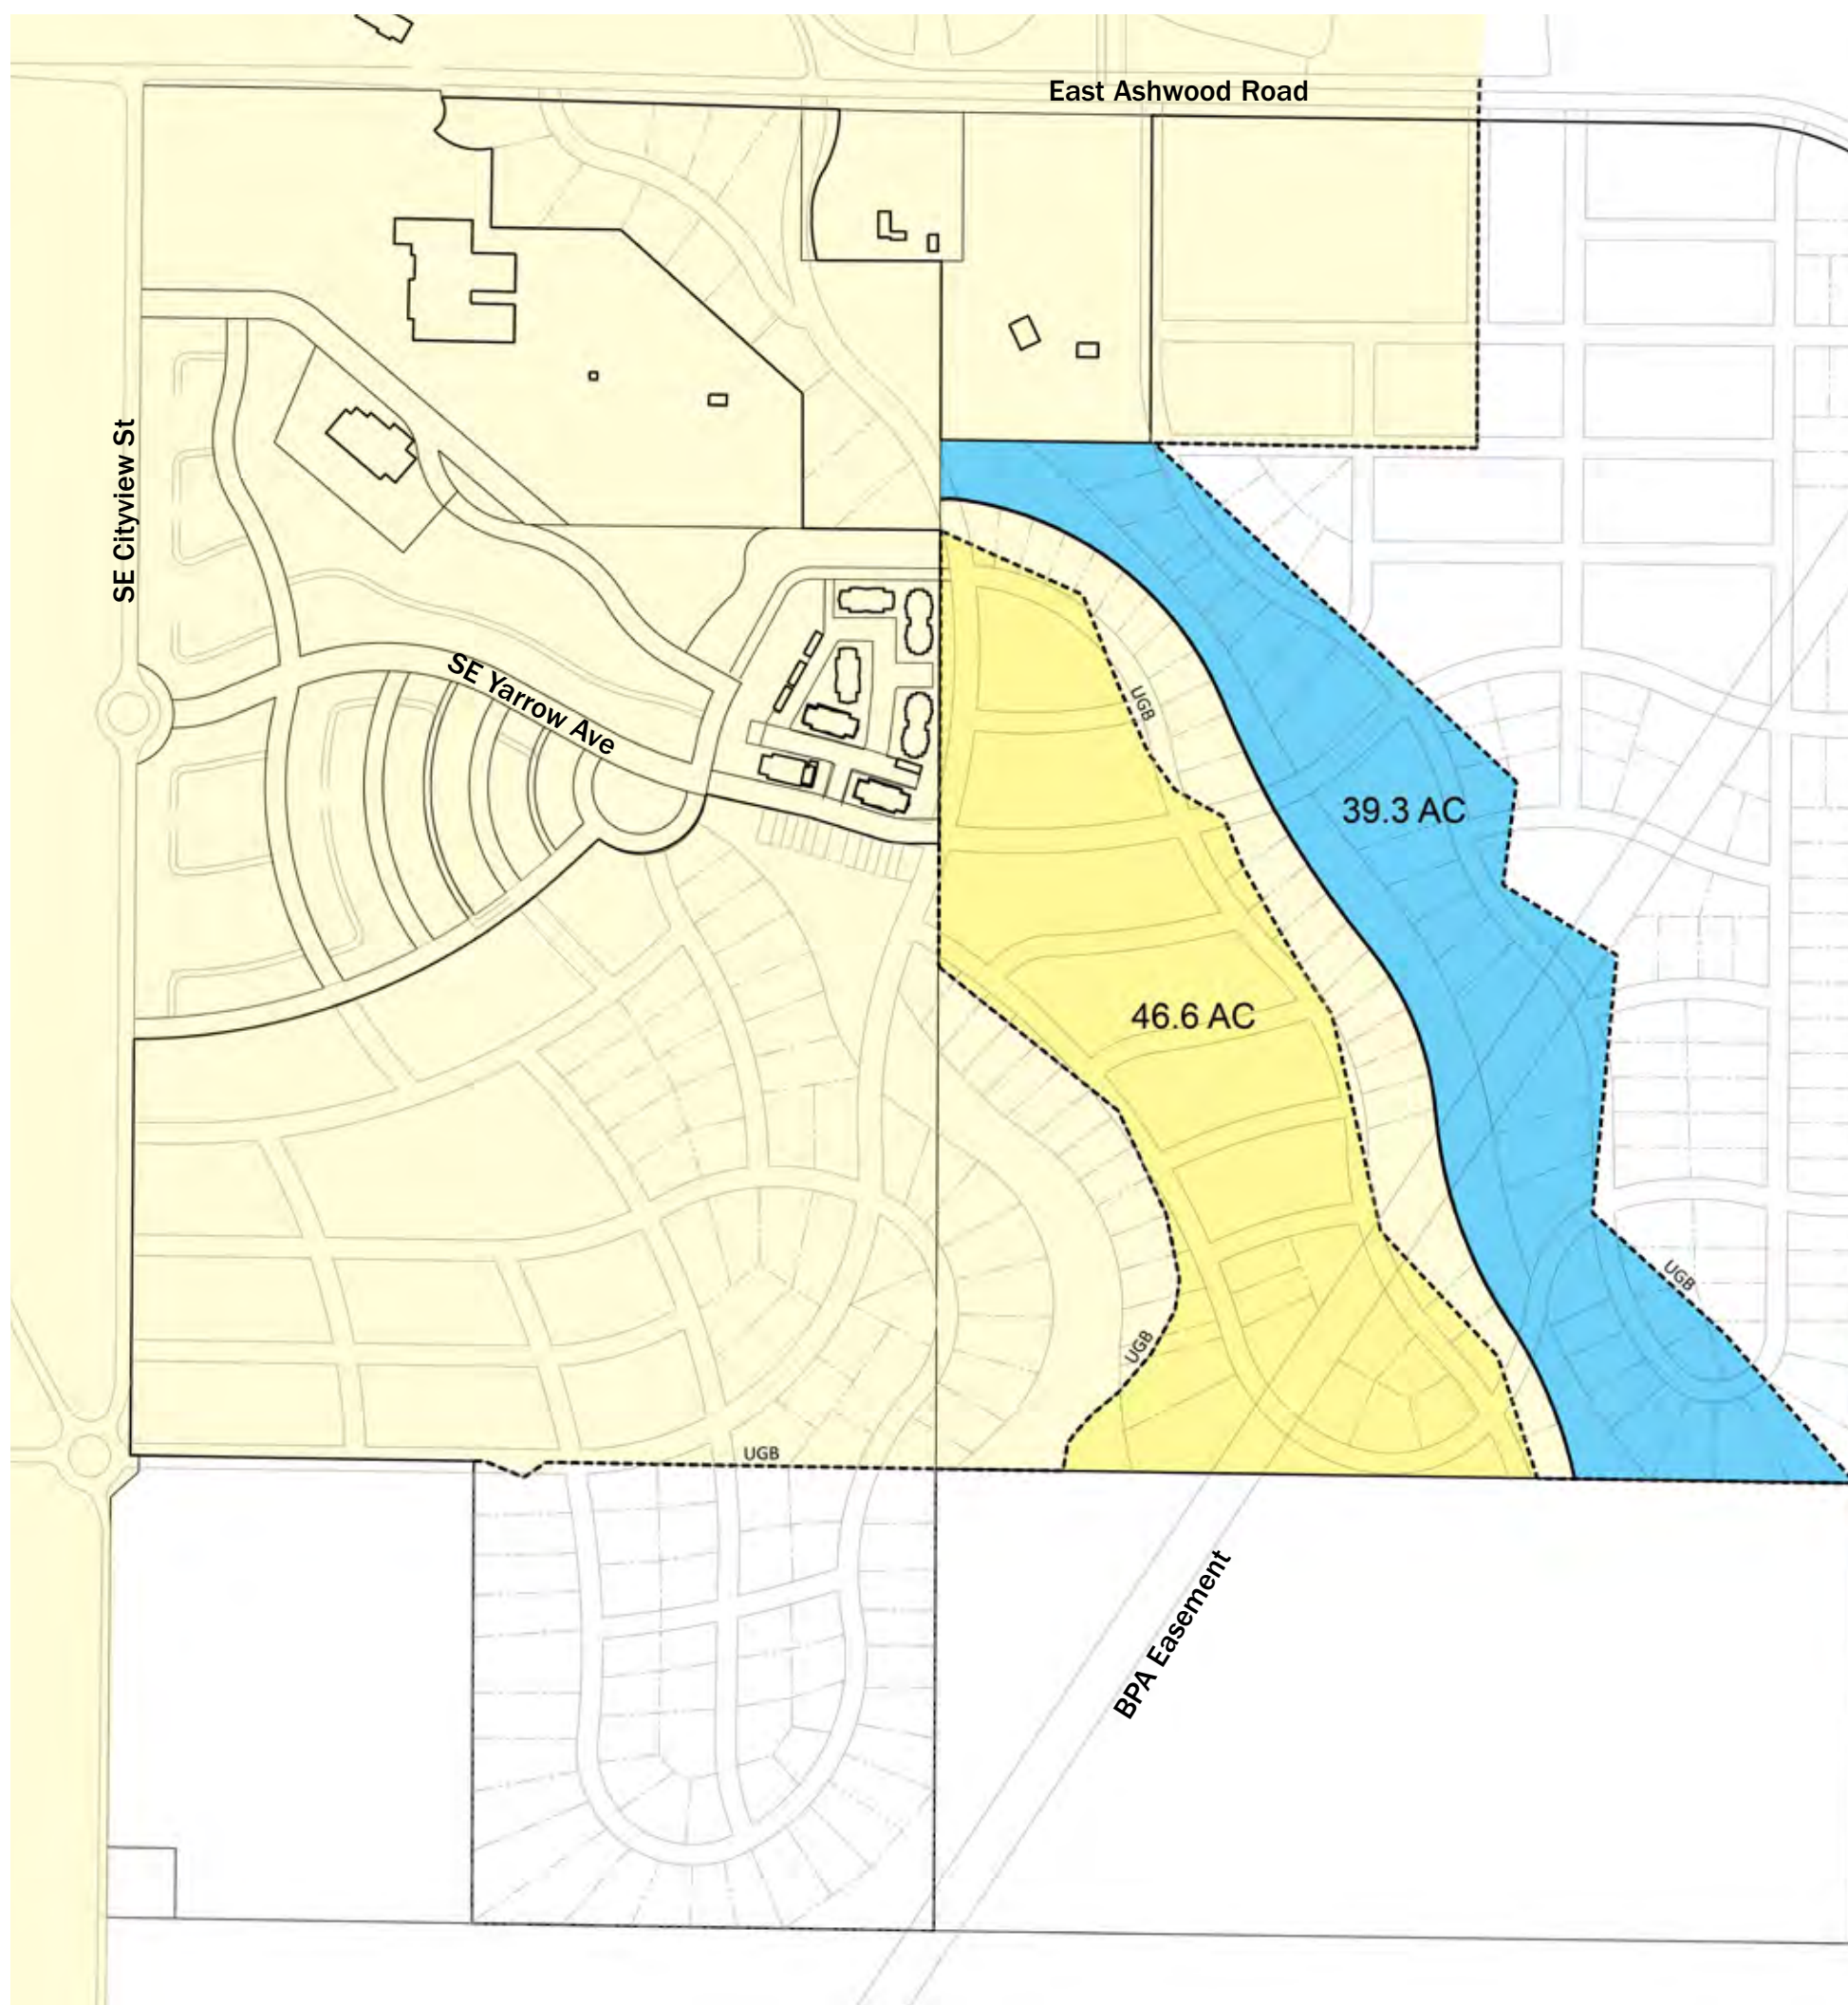 East Ashwood Road
SE Cityview St
SE Yarrow Ave
UGB
39.3 AC
46.6 AC
UGB
UGB
UGB
BPA Easement